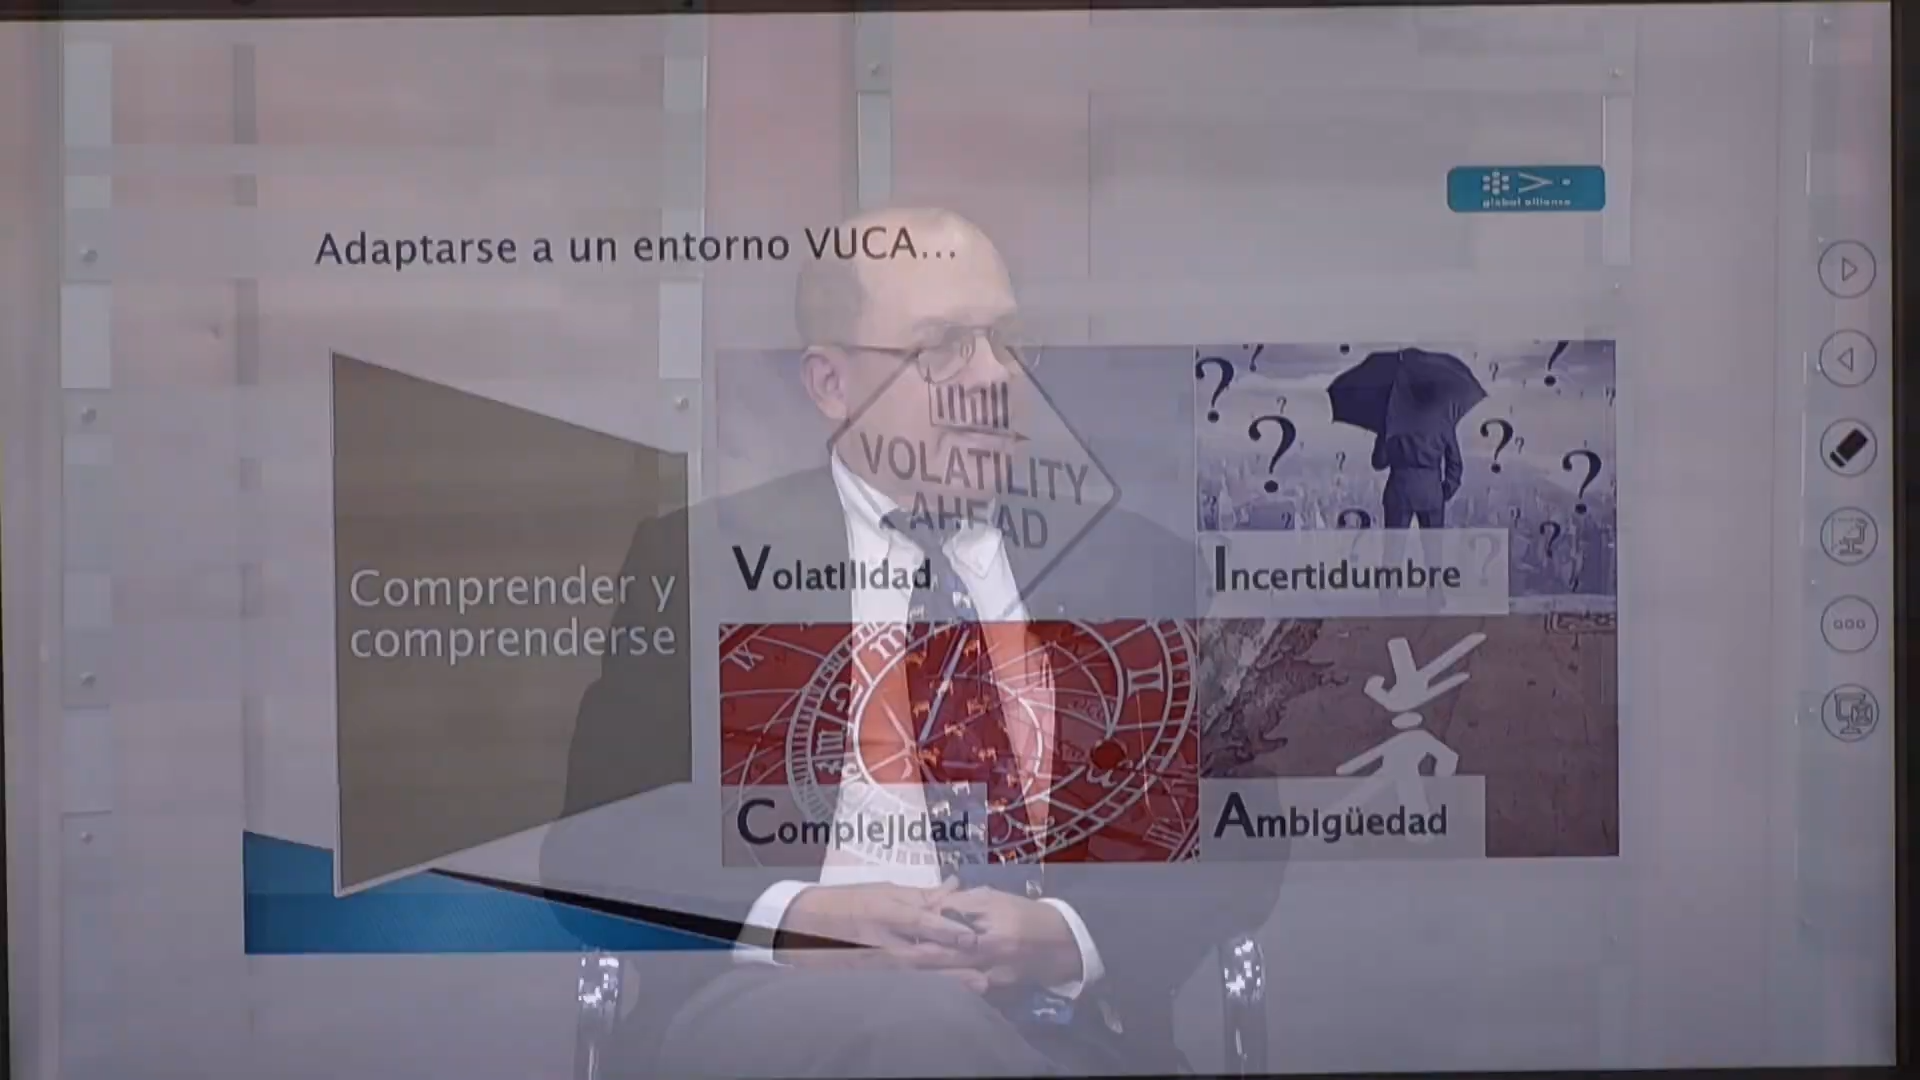 global alliance
Adaptarse a un entorno VUCA...
Comprender y
comprenderse
VOLATILITY
AHEAD
Volatilidad
Incertidumbre
Complejidad
Ambigüedad